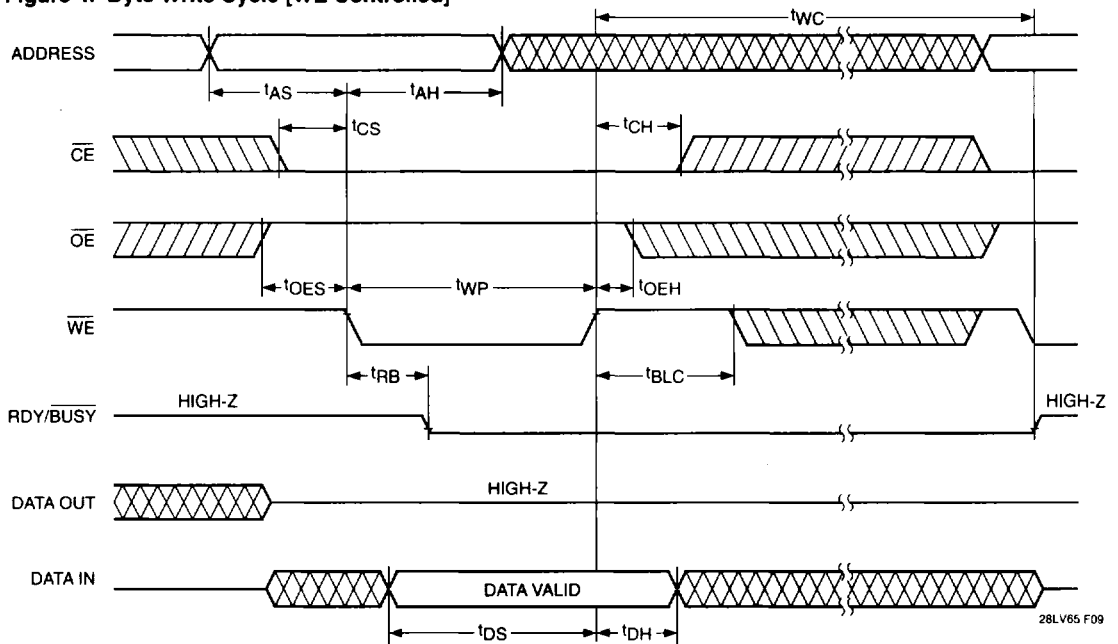 Figure 4. Byte Write Cycle [WE Controlled]
tWC
ADDRESS
tAS
tAH
tCS
tCH
CE
OE
tOES
tWP
tOEH
WE
tRB
tBLC
HIGH-Z
HIGH-Z
RDY/BUSY
DATA OUT
HIGH-Z
DATA IN
DATA VALID
28LV65 F09
tDS
tDH